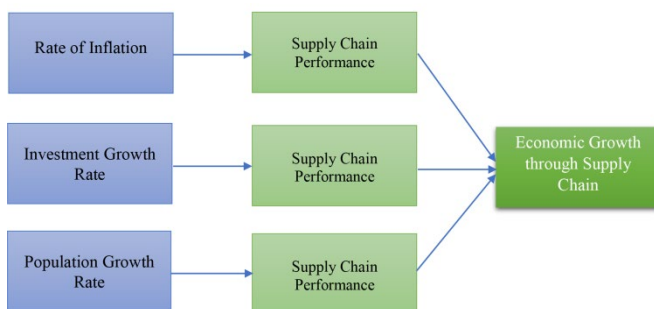 Rate of Inflation
Supply Chain
Performance
Investment Growth
Rate
Supply Chain
Performance
Economic Growth
through Supply
Chain
Population Growth
Rate
Supply Chain
Performance